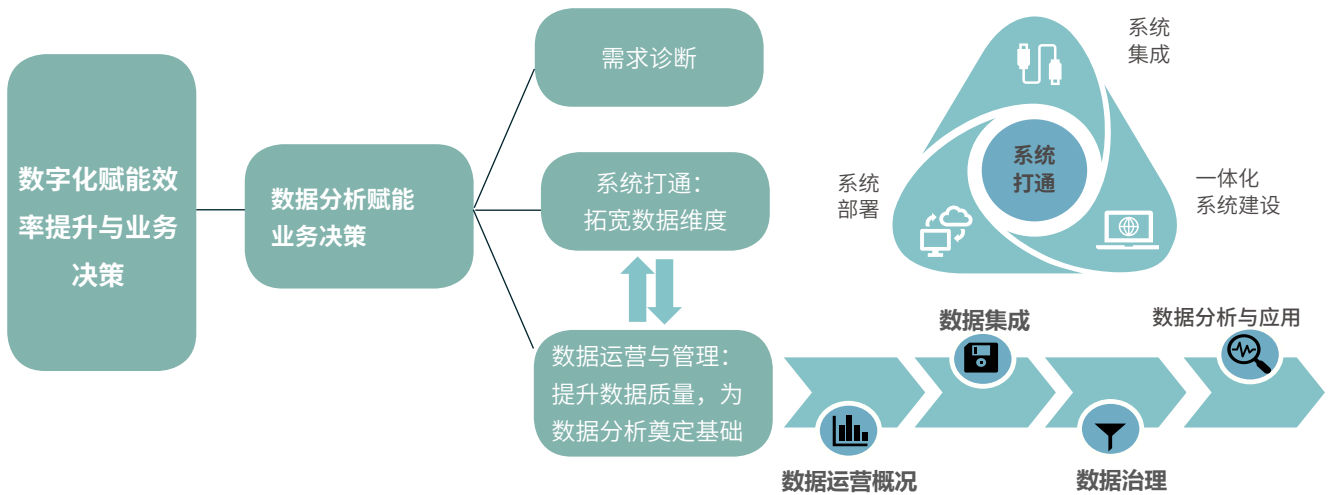 数字化赋能效
率提升与业务
决策
数据分析赋能
业务决策
需求诊断
系统打通：
拓宽数据维度
数据运营与管理：
提升数据质量，为
数据分析奠定基础
系统
集成
系统
打通
系统
部署
一体化
系统建设
数据运营概况
数据集成
数据治理
数据分析与应用